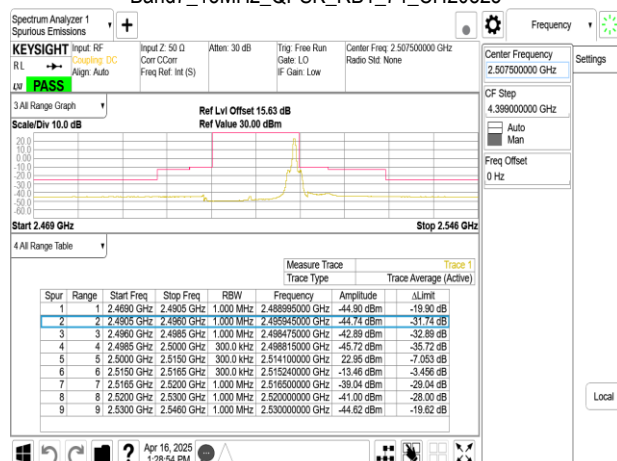 Spectrum Analyzer 1
Spurious Emissions
+
Frequency
KEYSIGHT
RL
LXI
PASS
Input: RF
Coupling: DC
Align: Auto
Input Z: 50 Ω
Corr CCorr
Freq Ref: Int (S)
Atten: 30 dB
Trig: Free Run
Gate: LO
IF Gain: Low
Center Freq: 2.507500000 GHz
Radio Std: None
Center Frequency
2.507500000 GHz
Settings
CF Step
4.399000000 GHz
Auto
Man
Freq Offset
0 Hz
Local
3 All Range Graph
Scale/Div 10.0 dB
Ref Lvl Offset 15.63 dB
Ref Value 30.00 dBm
20.0
10.0
0.00
-10.0
-20.0
-30.0
-40.0
-50.0
-60.0
Start 2.469 GHz
Stop 2.546 GHz
4 All Range Table
Measure Trace Trace 1
Trace Type Trace Average (Active)
Spur Range Start Freq Stop Freq RBW Frequency Amplitude ΔLimit
1 1 2.4690 GHz 2.4905 GHz 1.000 MHz 2.488995000 GHz -44.90 dBm -19.90 dB
2 2 2.4905 GHz 2.4960 GHz 1.000 MHz 2.495945000 GHz -44.74 dBm -31.74 dB
3 3 2.4960 GHz 2.4985 GHz 1.000 MHz 2.498475000 GHz -42.89 dBm -32.89 dB
4 4 2.4985 GHz 2.5000 GHz 300.0 kHz 2.498815000 GHz -45.72 dBm -35.72 dB
5 5 2.5000 GHz 2.5150 GHz 300.0 kHz 2.514100000 GHz 22.95 dBm -7.053 dB
6 6 2.5150 GHz 2.5165 GHz 300.0 kHz 2.515240000 GHz -13.46 dBm -3.456 dB
7 7 2.5165 GHz 2.5200 GHz 1.000 MHz 2.516500000 GHz -39.04 dBm -29.04 dB
8 8 2.5200 GHz 2.5300 GHz 1.000 MHz 2.520000000 GHz -41.00 dBm -28.00 dB
9 9 2.5300 GHz 2.5460 GHz 1.000 MHz 2.530000000 GHz -44.62 dBm -19.62 dB
?
Apr 16, 2025
1:28:54 PM